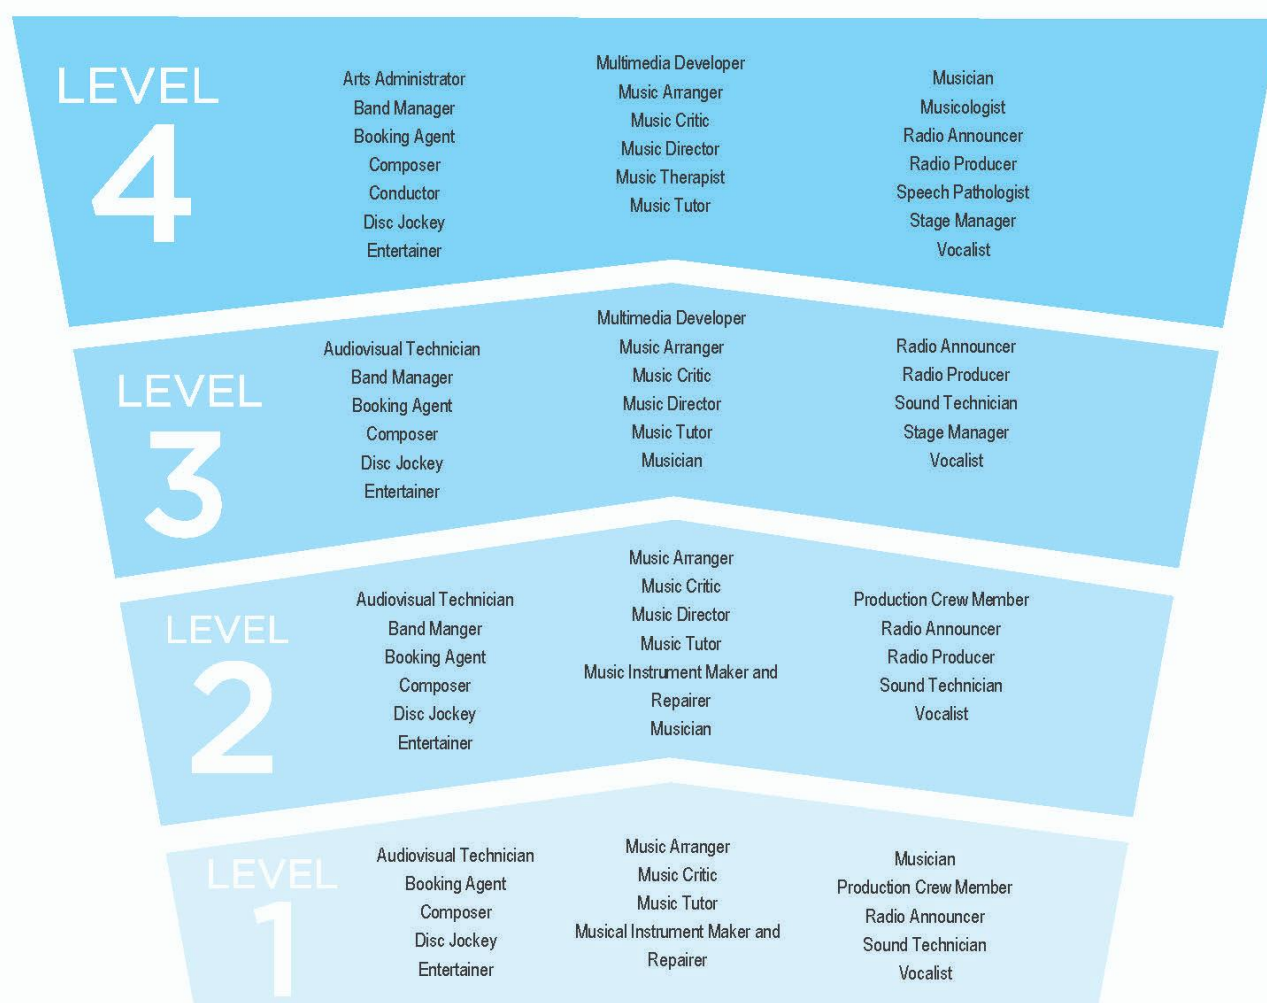 LEVEL
4
Arts Administrator
Band Manager
Booking Agent
Composer
Conductor
Disc Jockey
Entertainer
Multimedia Developer
Music Arranger
Music Critic
Music Director
Music Therapist
Music Tutor
Musician
Musicologist
Radio Announcer
Radio Producer
Speech Pathologist
Stage Manager
Vocalist
LEVEL
3
Audiovisual Technician
Band Manager
Booking Agent
Composer
Disc Jockey
Entertainer
Multimedia Developer
Music Arranger
Music Critic
Music Director
Music Tutor
Musician
Radio Announcer
Radio Producer
Sound Technician
Stage Manager
Vocalist
LEVEL
2
Audiovisual Technician
Band Manger
Booking Agent
Composer
Disc Jockey
Entertainer
Music Arranger
Music Critic
Music Director
Music Tutor
Music Instrument Maker and
Repairer
Musician
Production Crew Member
Radio Announcer
Radio Producer
Sound Technician
Vocalist
LEVEL
1
Audiovisual Technician
Booking Agent
Composer
Disc Jockey
Entertainer
Music Arranger
Music Critic
Music Tutor
Musical Instrument Maker and
Repairer
Musician
Production Crew Member
Radio Announcer
Sound Technician
Vocalist